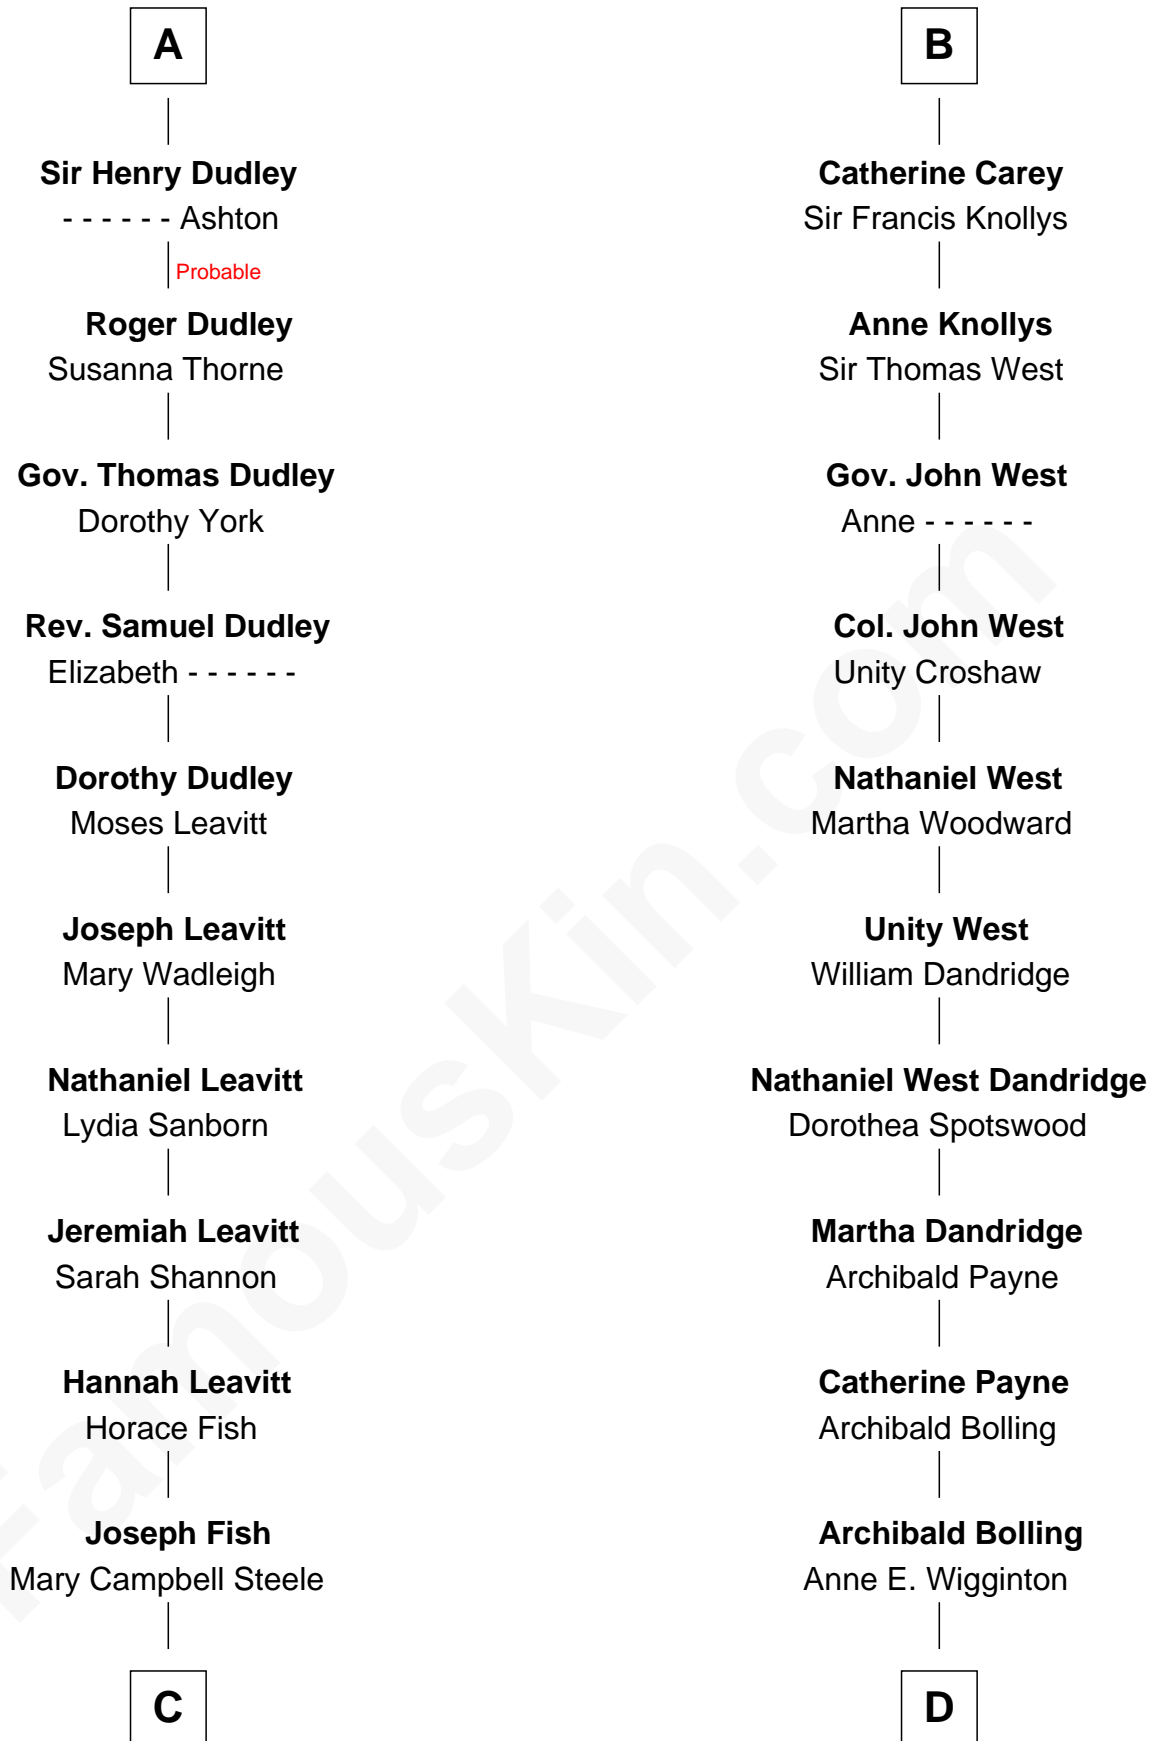 A
Sir Henry Dudley
- - - - - - Ashton
Probable
Roger Dudley
Susanna Thorne
Gov. Thomas Dudley
Dorothy York
Rev. Samuel Dudley
Elizabeth - - - - - -
Dorothy Dudley
Moses Leavitt
Joseph Leavitt
Mary Wadleigh
Nathaniel Leavitt
Lydia Sanborn
Jeremiah Leavitt
Sarah Shannon
Hannah Leavitt
Horace Fish
Joseph Fish
Mary Campbell Steele
C
B
Catherine Carey
Sir Francis Knollys
Anne Knollys
Sir Thomas West
Gov. John West
Anne - - - - - -
Col. John West
Unity Croshaw
Nathaniel West
Martha Woodward
Unity West
William Dandridge
Nathaniel West Dandridge
Dorothea Spotswood
Martha Dandridge
Archibald Payne
Catherine Payne
Archibald Bolling
Archibald Bolling
Anne E. Wigginton
D
FamousKin.com